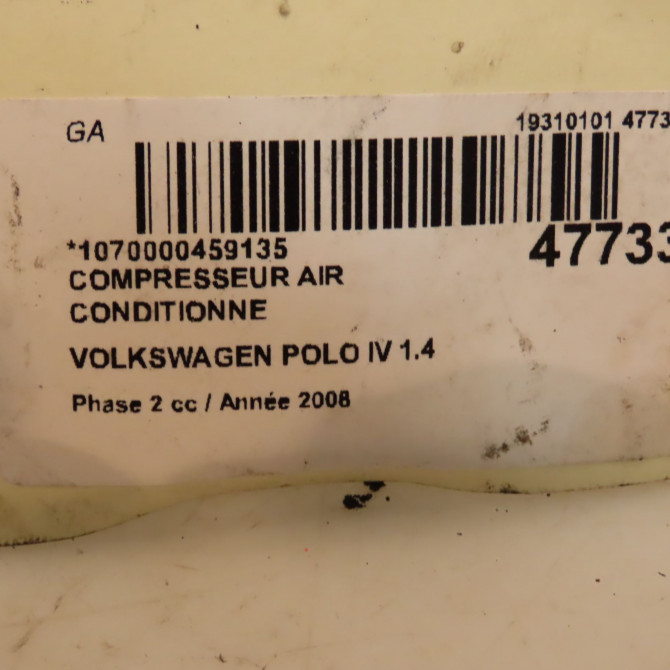 GA
19310101 4773
*1070000459135
47733
COMPRESSEUR AIR
CONDITIONNE
VOLKSWAGEN POLO IV 1.4
Phase 2 cc / Année 2008